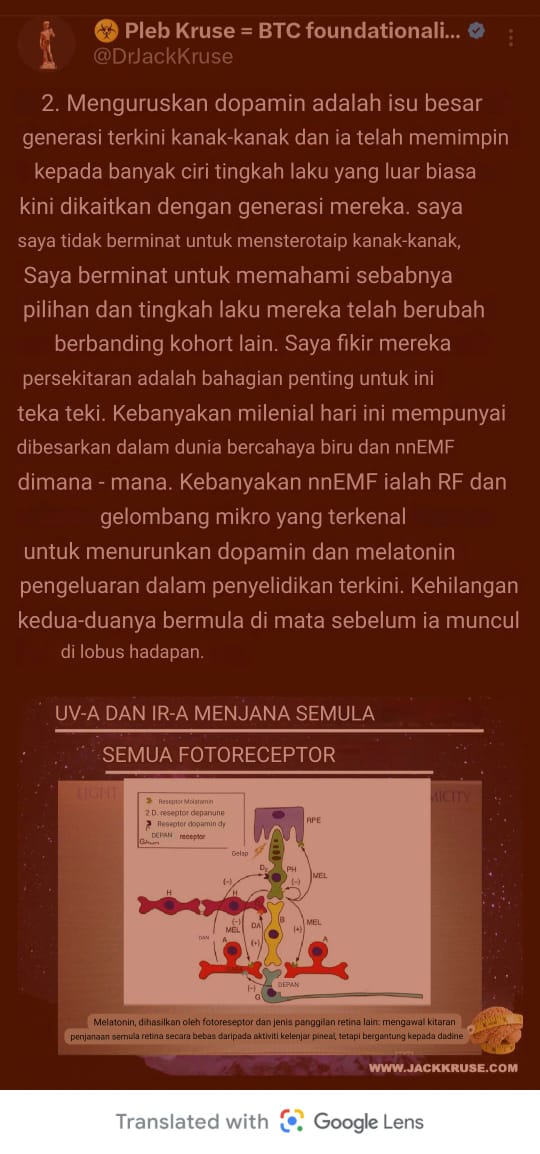 Pleb Kruse = BTC foundationali...
@DrJackKruse
2. Menguruskan dopamin adalah isu besar
generasi terkini kanak-kanak dan ia telah memimpin
kepada banyak ciri tingkah laku yang luar biasa
kini dikaitkan dengan generasi mereka. saya
saya tidak berminat untuk mensterotaip kanak-kanak,
Saya berminat untuk memahami sebabnya
pilihan dan tingkah laku mereka telah berubah
berbanding kohort lain. Saya fikir mereka
persekitaran adalah bahagian penting untuk ini
teka teki. Kebanyakan milenial hari ini mempunyai
dibesarkan dalam dunia bercahaya biru dan nnEMF
dimana - mana. Kebanyakan nnEMF ialah RF dan
gelombang mikro yang terkenal
untuk menurunkan dopamin dan melatonin
pengeluaran dalam penyelidikan terkini. Kehilangan
kedua-duanya bermula di mata sebelum ia muncul
di lobus hadapan.
UV-A DAN IR-A MENJANA SEMULA
SEMUA FOTORECEPTOR
LIGHT MICITY
Reseptor Molatamin
2 D. reseptor depanune
Reseptor dopamin dy
DEPAN receptor
RPE
Gelap
D₂ PH
(-) (-) MEL
H H
(-) DA B MEL
MEL (+)
DAN A (+) A
(-) DEPAN
G
Melatonin, dihasilkan oleh fotoreseptor dan jenis panggilan retina lain: mengawal kitaran
penjanaan semula retina secara bebas daripada aktiviti kelenjar pineal, tetapi bergantung kepada dadine
WWW.JACKKRUSE.COM
Translated with Google Lens